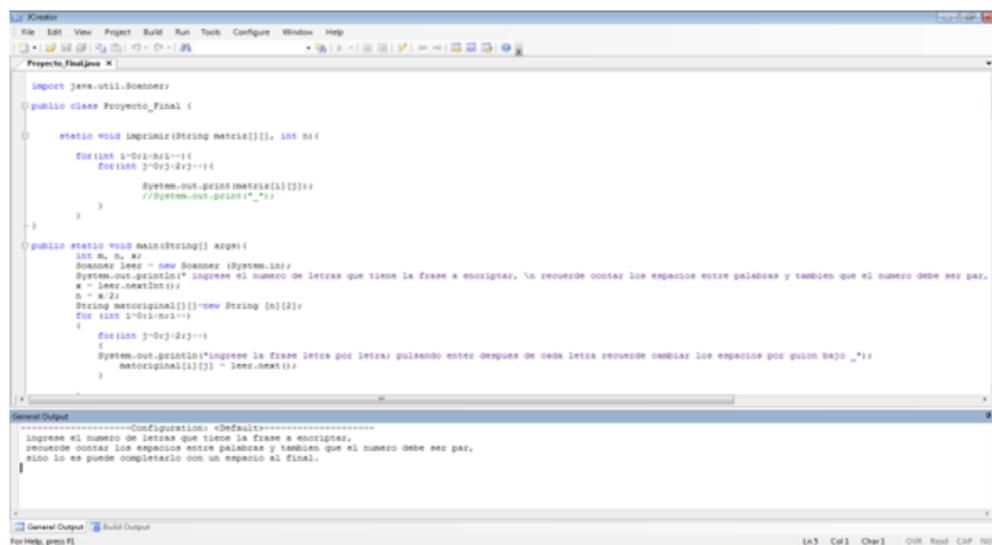 JCreator
File Edit View Project Build Run Tools Configure Window Help
Proyecto_Final.java
import java.util.Scanner;
public class Proyecto_Final {
static void imprimir(String matriz[][], int n){
for(int i=0;i<n;i++){
for(int j=0;j<2;j++){
System.out.print(matriz[i][j]);
//System.out.print("_");
}
}
}
public static void main(String[] args){
int m, n, x;
Scanner leer = new Scanner (System.in);
System.out.println(" ingrese el numero de letras que tiene la frase a encriptar, \n recuerde contar los espacios entre palabras y tambien que el numero debe ser par,
x = leer.nextInt();
n = x/2;
String matoriginal[][]=new String [n][2];
for (int i=0;i<n;i++)
{
for(int j=0;j<2;j++)
{
System.out.println("ingrese la frase letra por letra; pulsando enter despues de cada letra recuerde cambiar los espacios por guion bajo _");
matoriginal[i][j] = leer.next();
}
General Output
--------------------Configuration: <Default>--------------------
ingrese el numero de letras que tiene la frase a encriptar,
recuerde contar los espacios entre palabras y tambien que el numero debe ser par,
sino lo es puede completarlo con un espacio al final.
General Output Build Output
For Help, press F1 Ln 5 Col 1 Char 1 OVR Read CAP